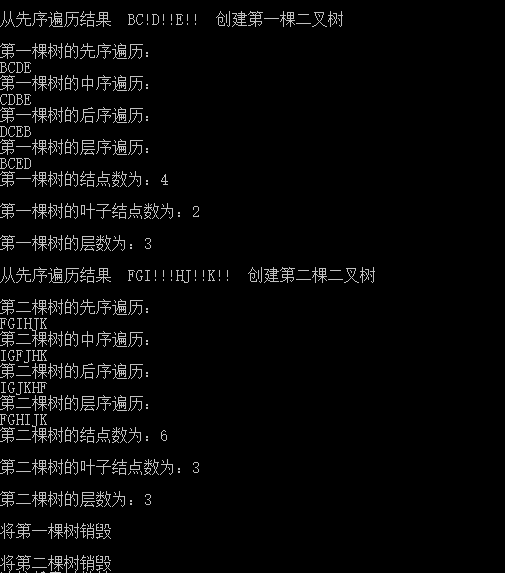 从先序遍历结果  BC!D!!E!!  创建第一棵二叉树
第一棵树的先序遍历：
BCDE
第一棵树的中序遍历：
CDBE
第一棵树的后序遍历：
DCEB
第一棵树的层序遍历：
BCED
第一棵树的结点数为：4
第一棵树的叶子结点数为：2
第一棵树的层数为：3
从先序遍历结果  FGI!!!HJ!!K!!  创建第二棵二叉树
第二棵树的先序遍历：
FGIHJK
第二棵树的中序遍历：
IGFJHK
第二棵树的后序遍历：
IGJKHF
第二棵树的层序遍历：
FGHIJK
第二棵树的结点数为：6
第二棵树的叶子结点数为：3
第二棵树的层数为：3
将第一棵树销毁
将第二棵树销毁